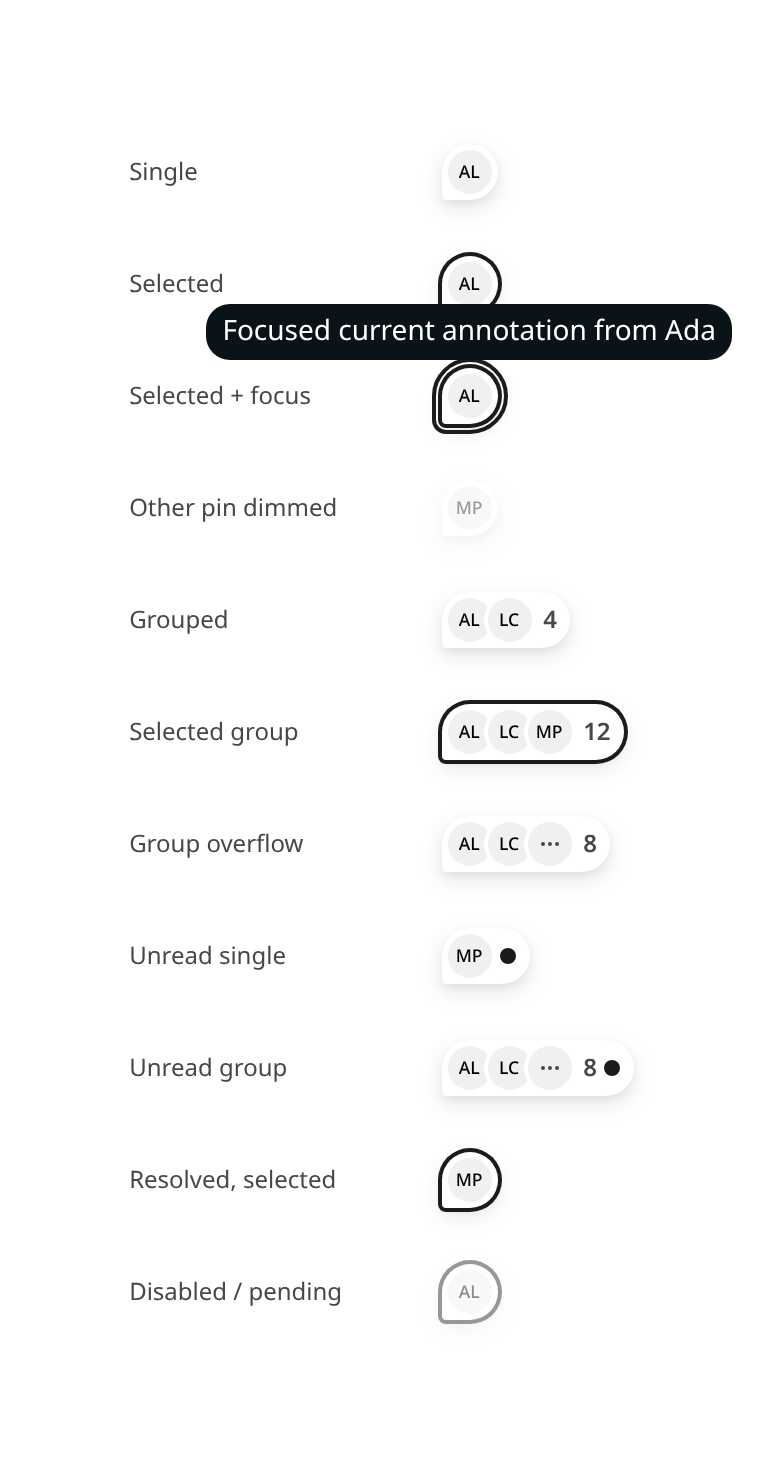 Single AL
Selected AL
Focused current annotation from Ada
Selected + focus AL
Other pin dimmed MP
Grouped AL LC 4
Selected group AL LC MP 12
Group overflow AL LC ··· 8
Unread single MP
Unread group AL LC ··· 8
Resolved, selected MP
Disabled / pending AL